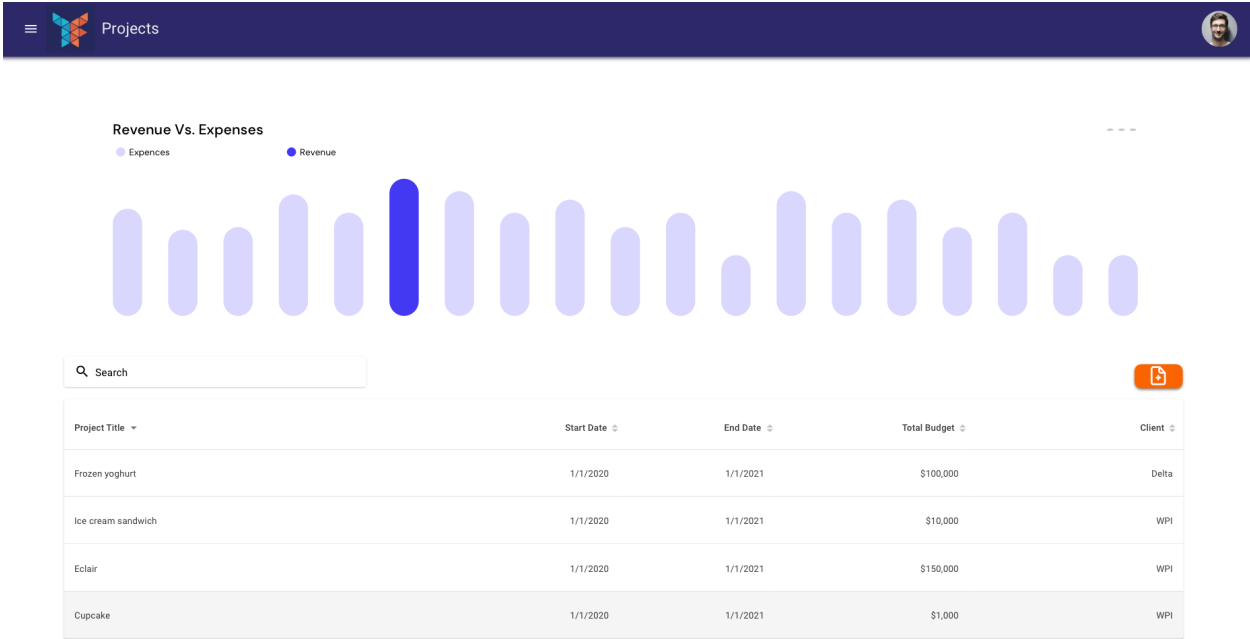 Projects
Revenue Vs. Expenses
Expences Revenue
Search
Project Title Start Date End Date Total Budget Client
Frozen yoghurt 1/1/2020 1/1/2021 $100,000 Delta
Ice cream sandwich 1/1/2020 1/1/2021 $10,000 WPI
Eclair 1/1/2020 1/1/2021 $150,000 WPI
Cupcake 1/1/2020 1/1/2021 $1,000 WPI